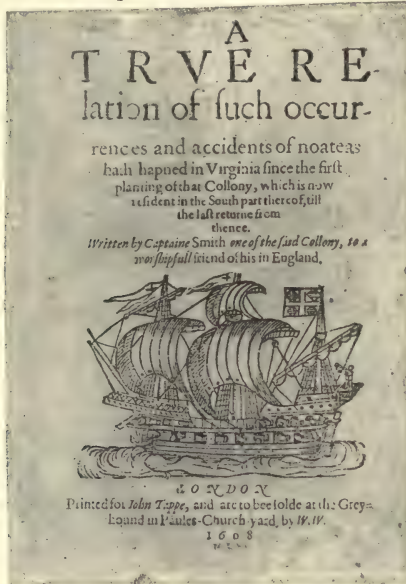 A
TRVE RE-
lation of ſuch occur-
rences and accidents of noateas
hath hapned in Virginia ſince the firſt
planting of that Collony, which is now
reſident in the South part thereof, till
the laſt returne from
thence.
Written by Captaine Smith one of the ſaid Collony, to a
worſhipfull friend of his in England.
LONDON
Printed for John Tappe, and are to bee ſolde at the Grey-
hound in Paules-Church-yard, by W.W.
1608